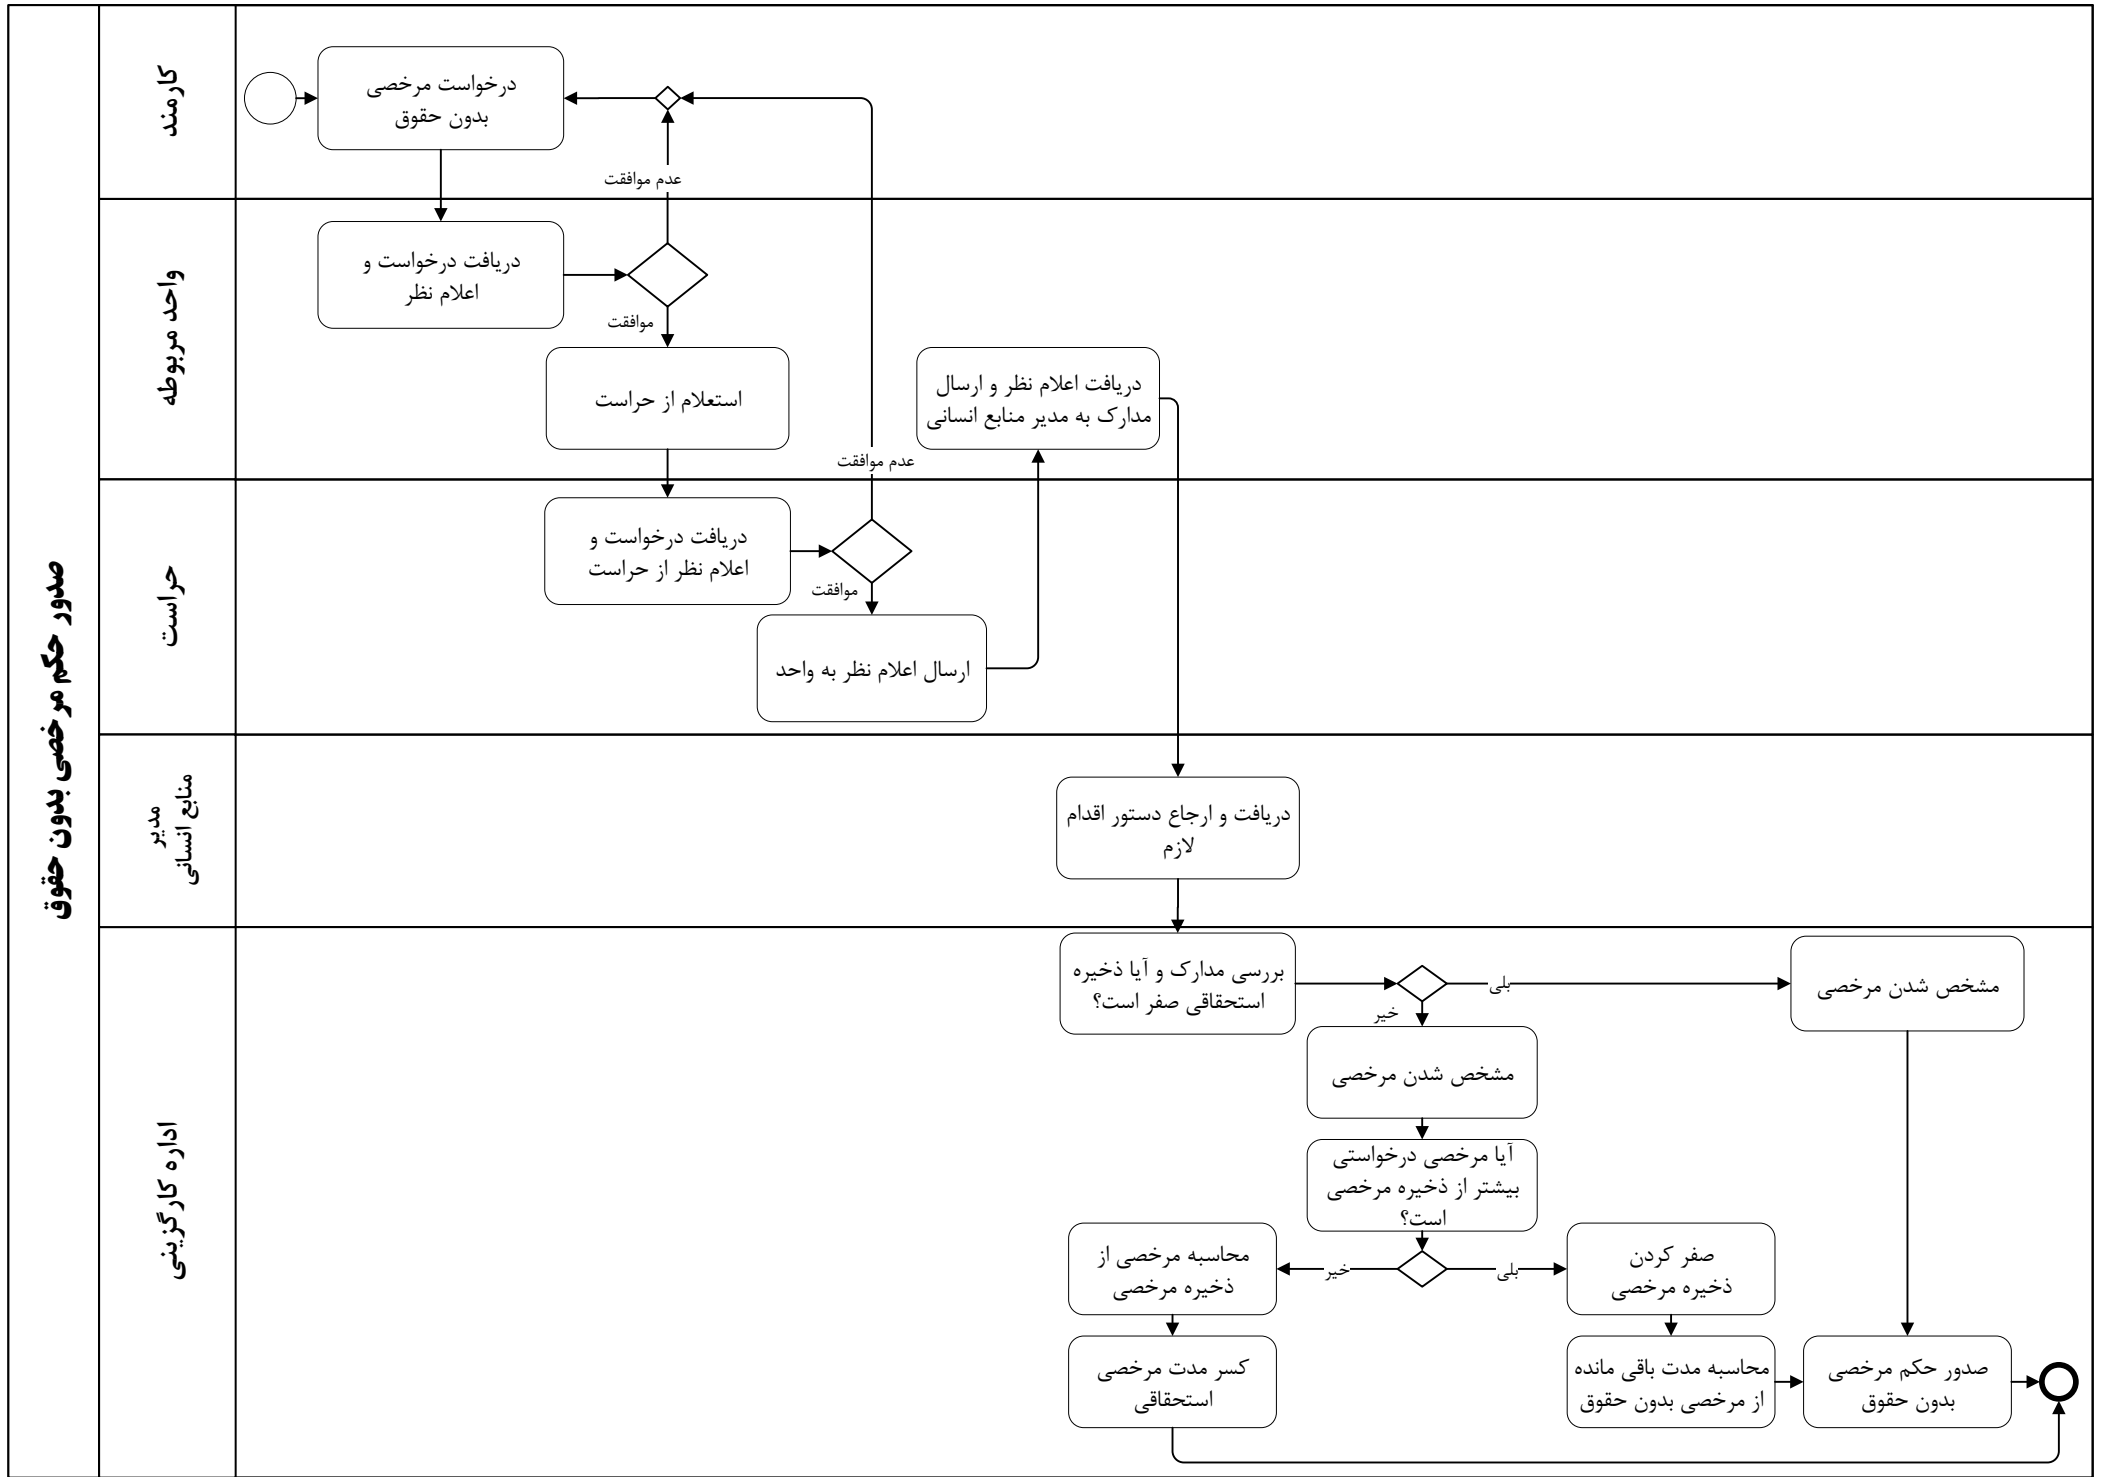 صدور حکم مرخصی بدون حقوق
کارمند
درخواست مرخصی
بدون حقوق
عدم موافقت
واحد مربوطه
دریافت درخواست و
اعلام نظر
موافقت
استعلام از حراست
دریافت اعلام نظر و ارسال
مدارک به مدیر منابع انسانی
عدم موافقت
حراست
دریافت درخواست و
اعلام نظر از حراست
موافقت
ارسال اعلام نظر به واحد
مدیر
منابع انسانی
دریافت و ارجاع دستور اقدام
لازم
اداره کارگزینی
بررسی مدارک و آیا ذخیره
استحقاقی صفر است؟
بلی
مشخص شدن مرخصی
خیر
مشخص شدن مرخصی
آیا مرخصی درخواستی
بیشتر از ذخیره مرخصی
است؟
محاسبه مرخصی از
ذخیره مرخصی
خیر
بلی
صفر کردن
ذخیره مرخصی
کسر مدت مرخصی
استحقاقی
محاسبه مدت باقی مانده
از مرخصی بدون حقوق
صدور حکم مرخصی
بدون حقوق